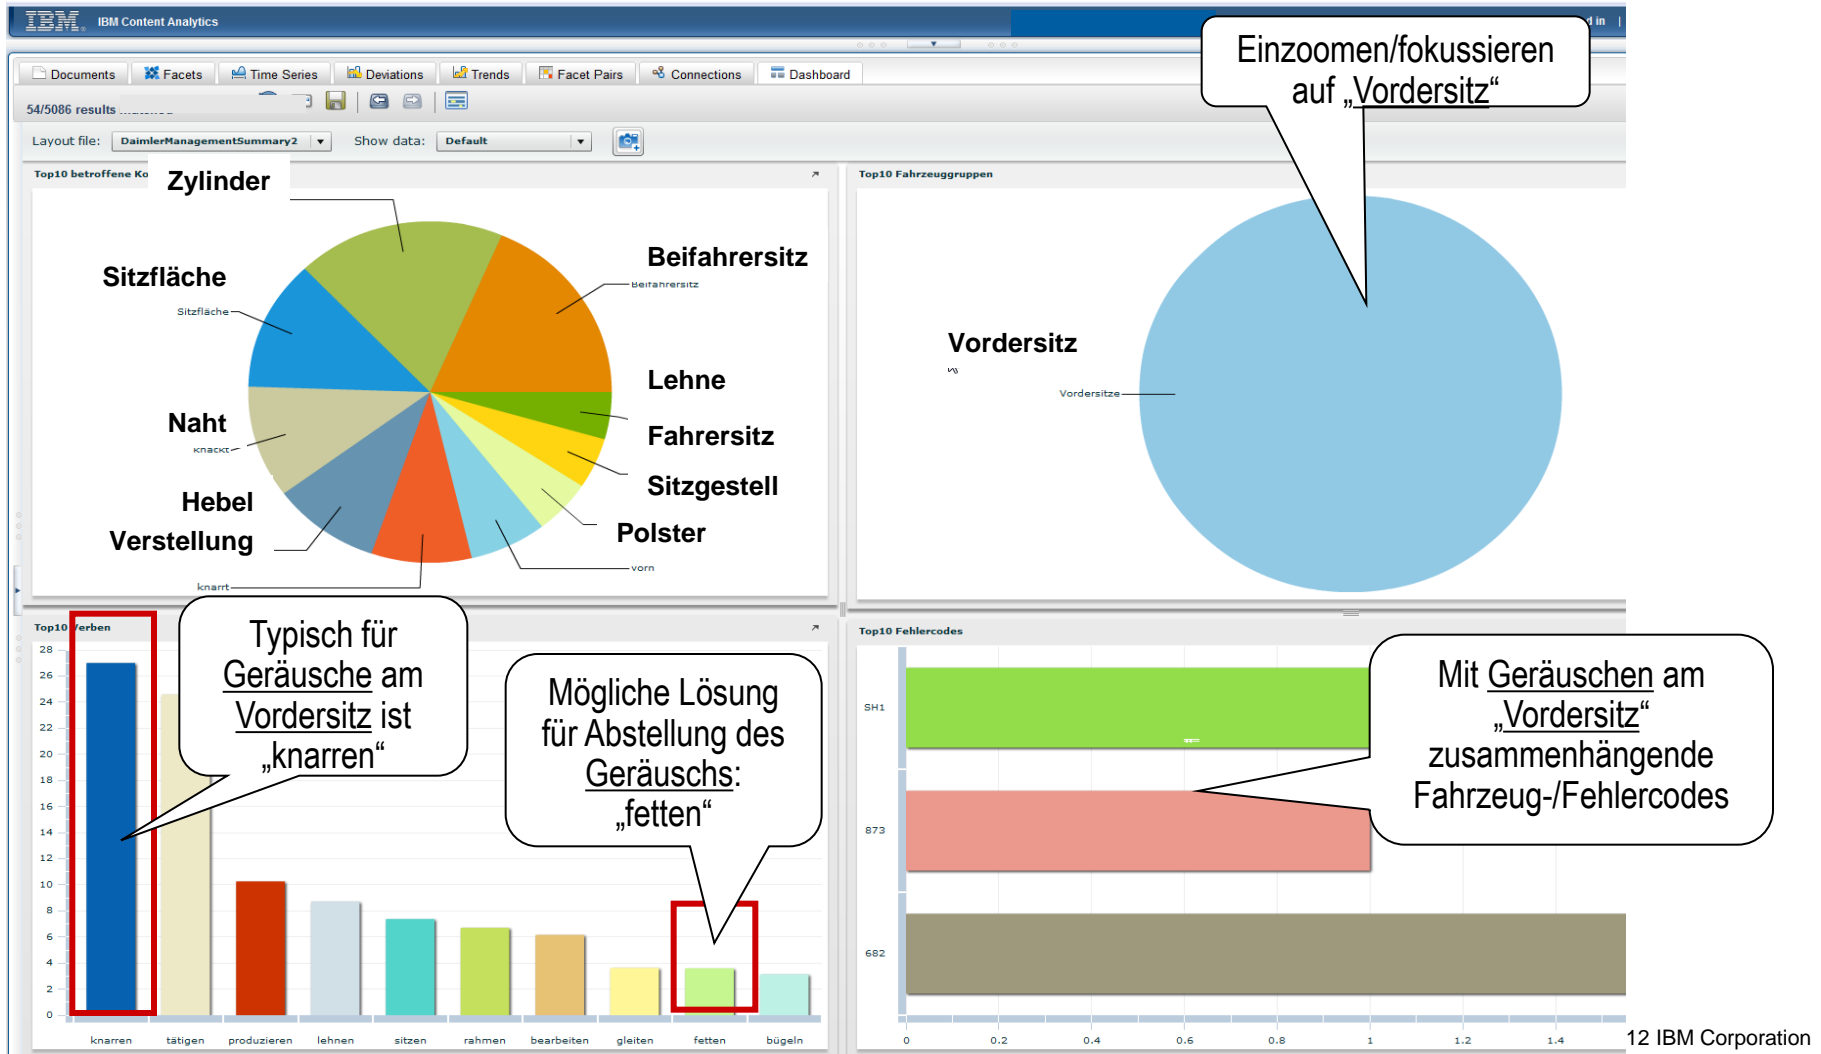 IBM IBM Content Analytics
d in |
Einzoomen/fokussieren
auf „Vordersitz“
Documents Facets Time Series Deviations Trends Facet Pairs Connections Dashboard
54/5086 results
Layout file: DaimlerManagementSummary2 Show data: Default
Top10 betroffene Ko
Zylinder
Beifahrersitz
Beifahrersitz
Sitzfläche
Sitzfläche
Lehne
Naht
knackt
Fahrersitz
Sitzgestell
Hebel
Polster
Verstellung
vorn
knarrt
Top10 Fahrzeuggruppen
Vordersitz
Vordersitze
Top10 Verben
28
26
24
22
20
18
16
14
12
10
8
6
4
2
0
knarren tätigen produzieren lehnen sitzen rahmen bearbeiten gleiten fetten bügeln
Typisch für
Geräusche am
Vordersitz ist
„knarren“
Mögliche Lösung
für Abstellung des
Geräuschs:
„fetten“
Top10 Fehlercodes
SH1
873
682
0 0.2 0.4 0.6 0.8 1 1.2 1.4
Mit Geräuschen am
„Vordersitz“
zusammenhängende
Fahrzeug-/Fehlercodes
12 IBM Corporation